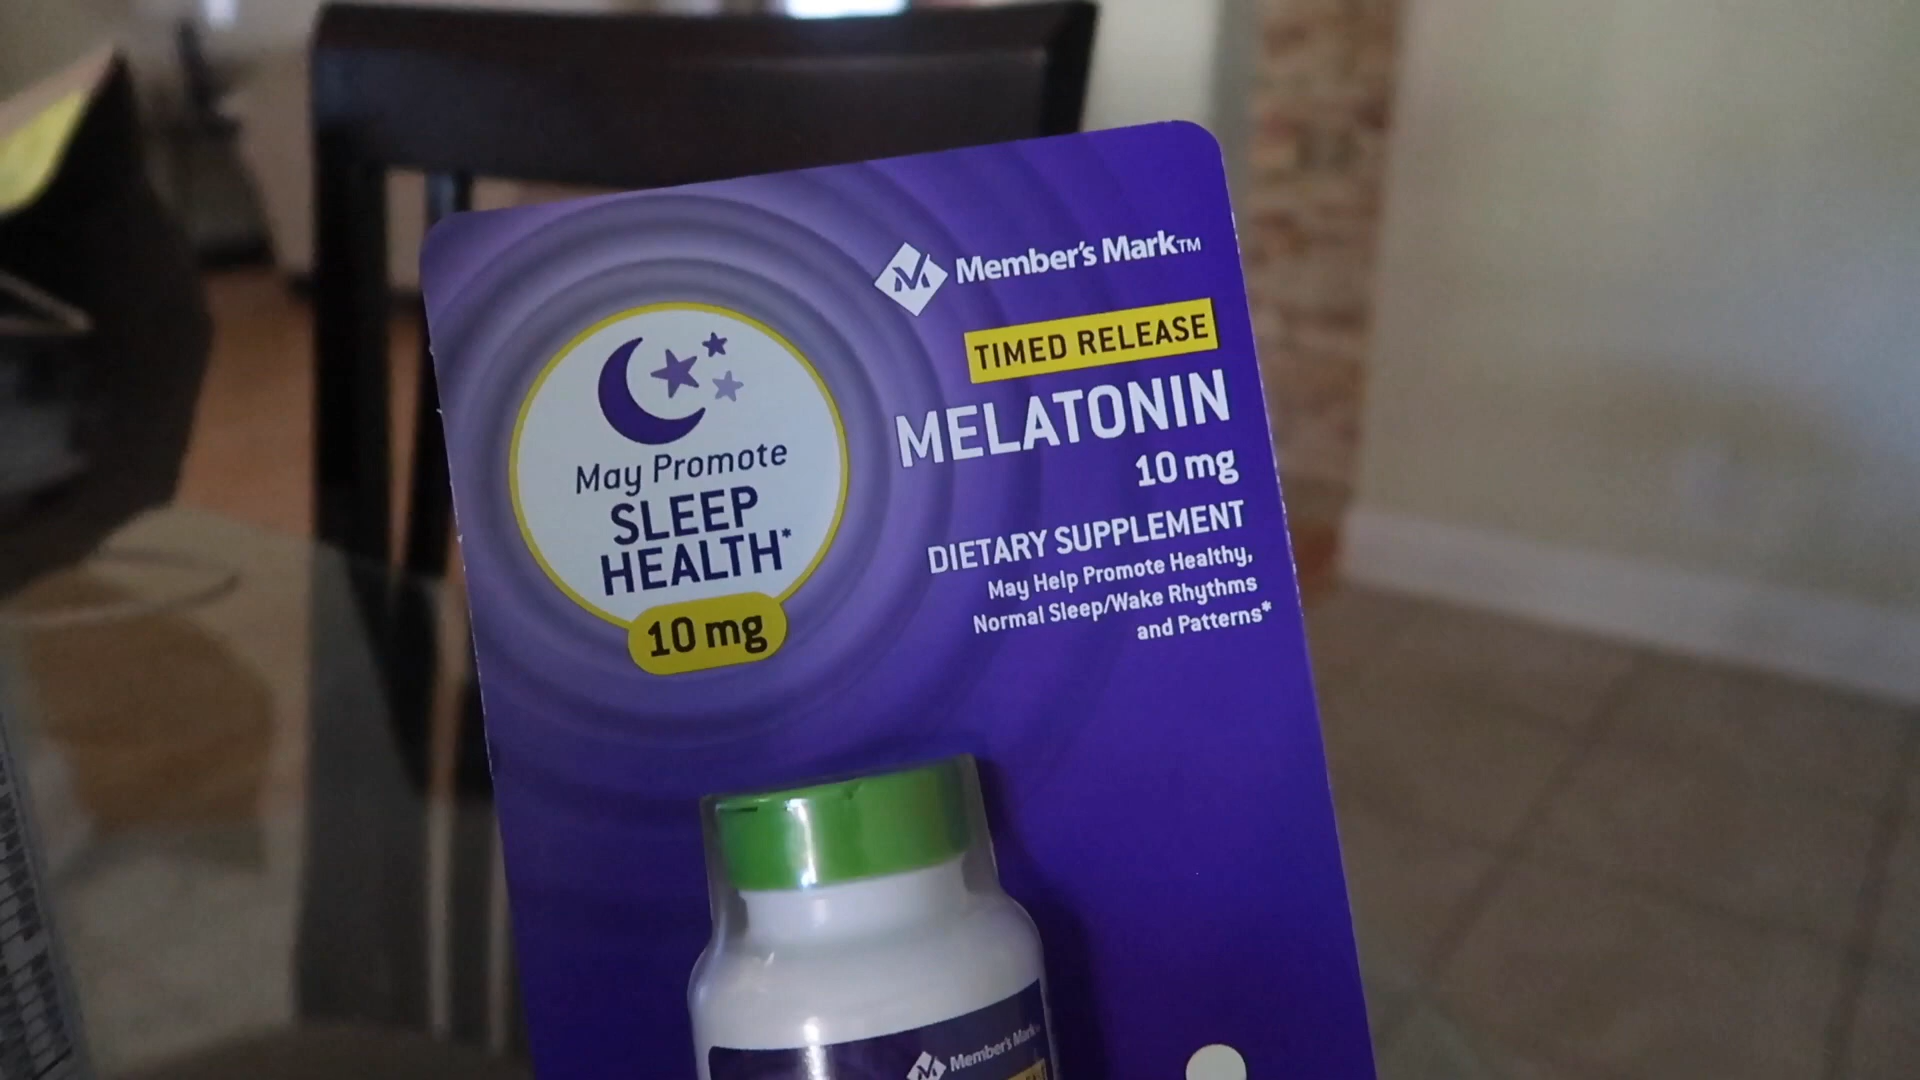 Member's Mark™
TIMED RELEASE
MELATONIN
10 mg
DIETARY SUPPLEMENT
May Help Promote Healthy,
Normal Sleep/Wake Rhythms
and Patterns*
May Promote
SLEEP
HEALTH*
10 mg
Member's Mark